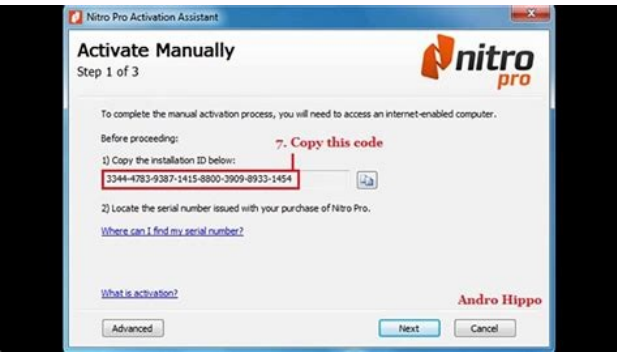 Nitro Pro Activation Assistant
Activate Manually
Step 1 of 3
nitro
pro
To complete the manual activation process, you will need to access an internet-enabled computer.
Before proceeding:
7. Copy this code
1) Copy the installation ID below:
3344-4783-9387-1415-8800-3909-8933-1454
2) Locate the serial number issued with your purchase of Nitro Pro.
Where can I find my serial number?
What is activation?
Andro Hippo
Advanced
Next
Cancel